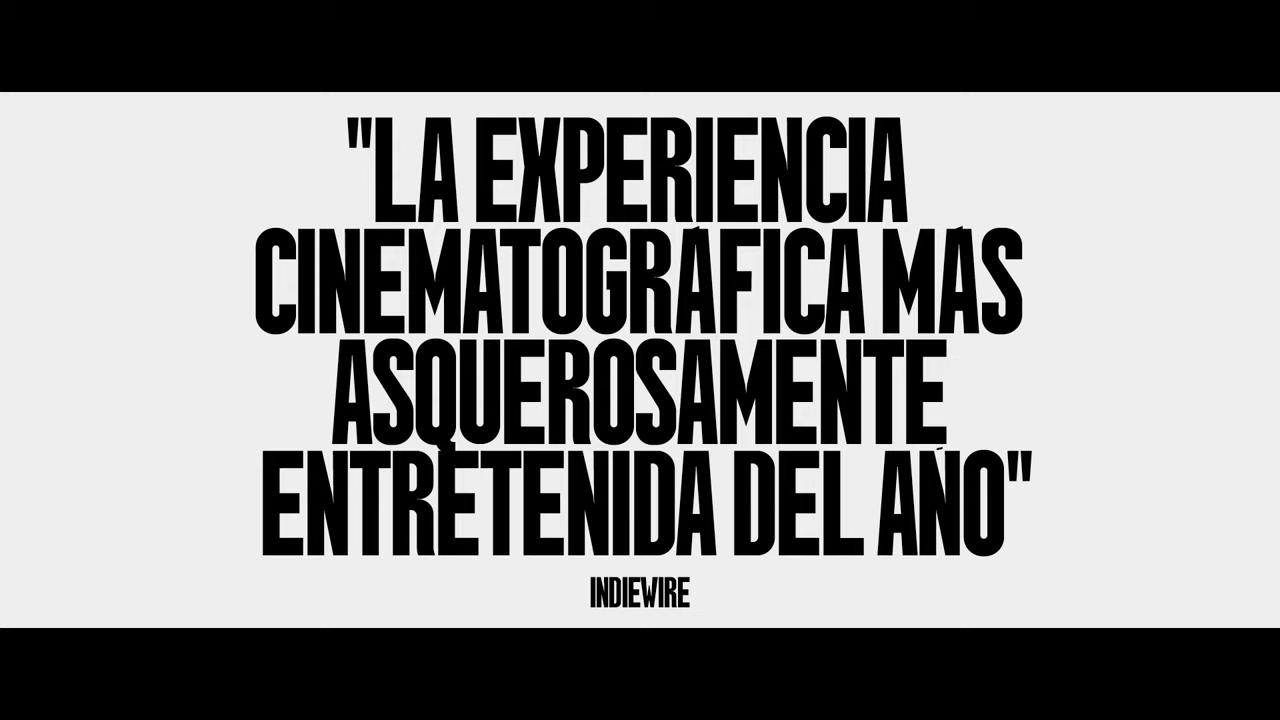 "LA EXPERIENCIA
CINEMATOGRÁFICA MÁS
ASQUEROSAMENTE
ENTRETENIDA DEL AÑO"
INDIEWIRE